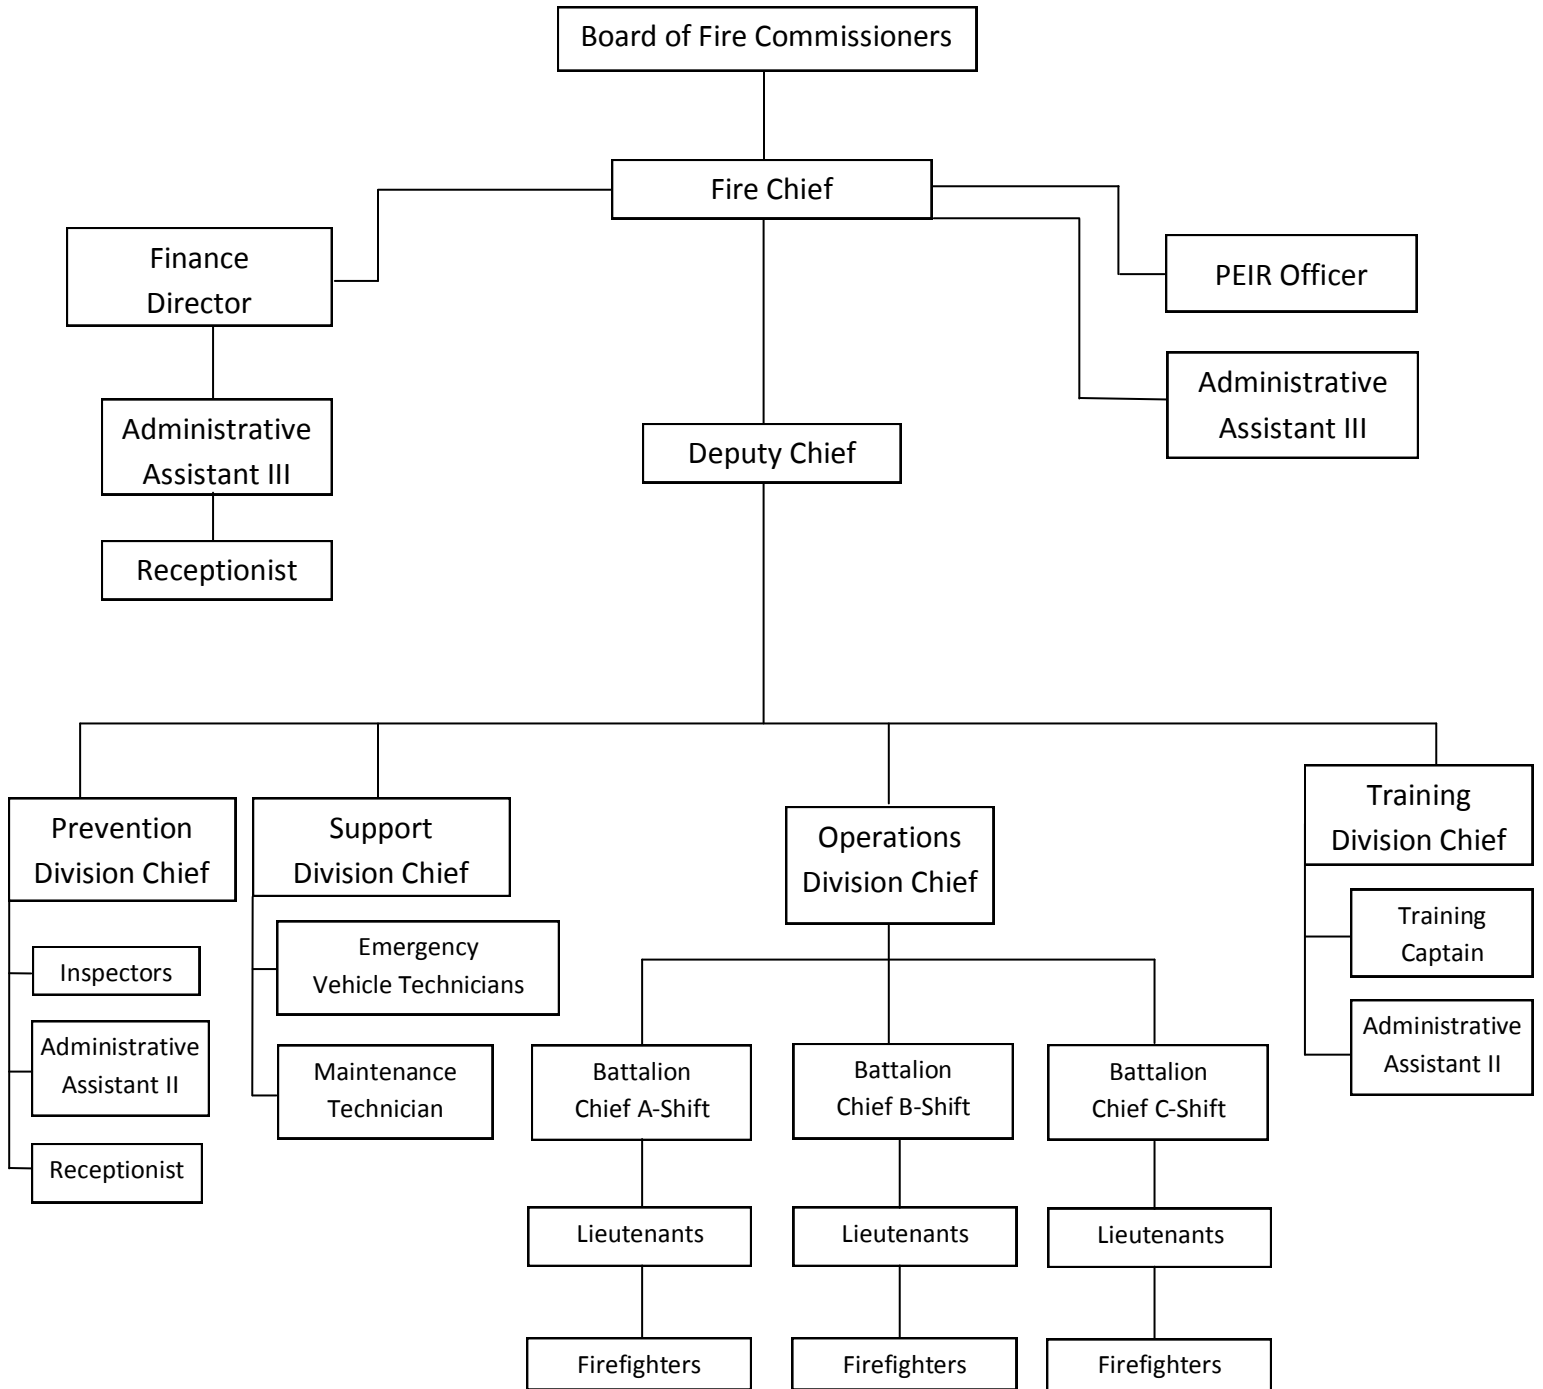 Board of Fire Commissioners
Fire Chief
Finance
Director
PEIR Officer
Administrative
Assistant III
Administrative
Assistant III
Deputy Chief
Receptionist
Prevention
Division Chief
Support
Division Chief
Operations
Division Chief
Training
Division Chief
Inspectors
Administrative
Assistant II
Receptionist
Emergency
Vehicle Technicians
Maintenance
Technician
Battalion
Chief A-Shift
Battalion
Chief B-Shift
Battalion
Chief C-Shift
Training
Captain
Administrative
Assistant II
Lieutenants
Lieutenants
Lieutenants
Firefighters
Firefighters
Firefighters